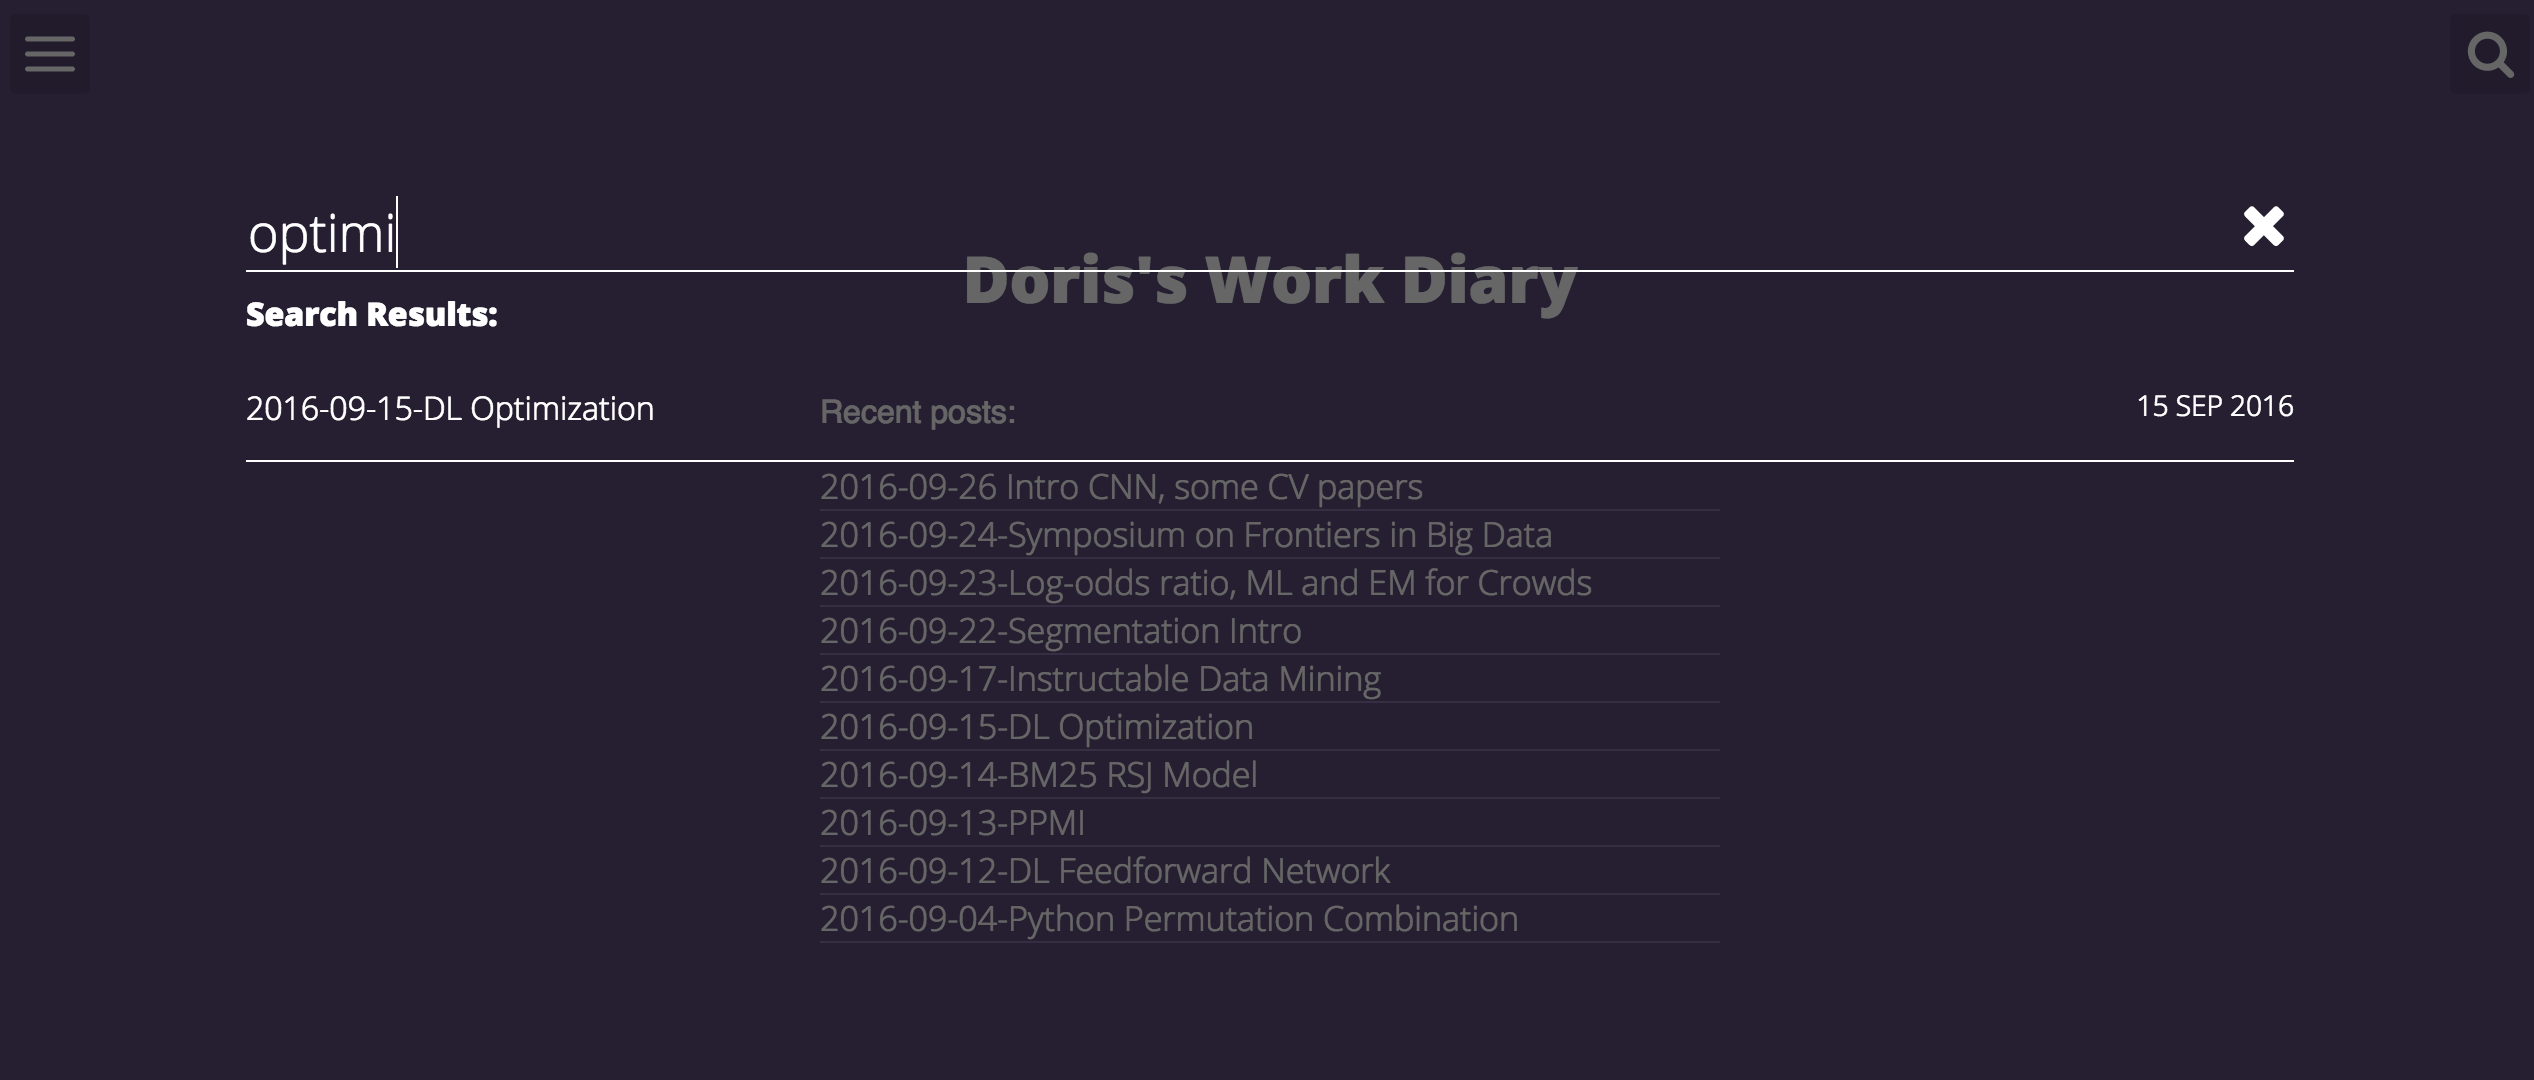 optimi
Doris's Work Diary
Search Results:
2016-09-15-DL Optimization
15 SEP 2016
Recent posts:
2016-09-26 Intro CNN, some CV papers
2016-09-24-Symposium on Frontiers in Big Data
2016-09-23-Log-odds ratio, ML and EM for Crowds
2016-09-22-Segmentation Intro
2016-09-17-Instructable Data Mining
2016-09-15-DL Optimization
2016-09-14-BM25 RSJ Model
2016-09-13-PPMI
2016-09-12-DL Feedforward Network
2016-09-04-Python Permutation Combination